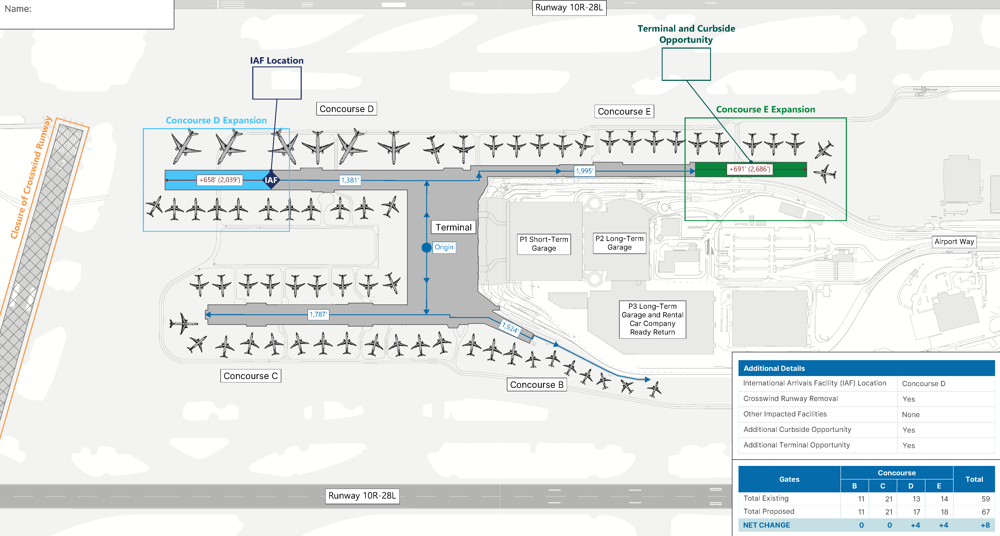 Name:
Runway 10R-28L
Terminal and Curbside
Opportunity
IAF Location
Concourse D
Concourse E
Concourse E Expansion
Concourse D Expansion
Closure of Crosswind Runway
+658' (2,039')
IAF
1,381'
1,995'
+691' (2,686')
Terminal
Origin
P1 Short-Term
Garage
P2 Long-Term
Garage
Airport Way
1,787'
1,924'
P3 Long-Term
Garage and Rental
Car Company
Ready Return
Concourse C
Concourse B
Runway 10R-28L
Additional Details
International Arrivals Facility (IAF) Location Concourse D
Crosswind Runway Removal Yes
Other Impacted Facilities None
Additional Curbside Opportunity Yes
Additional Terminal Opportunity Yes
Gates Concourse Total
B C D E
Total Existing 11 21 13 14 59
Total Proposed 11 21 17 18 67
NET CHANGE 0 0 +4 +4 +8